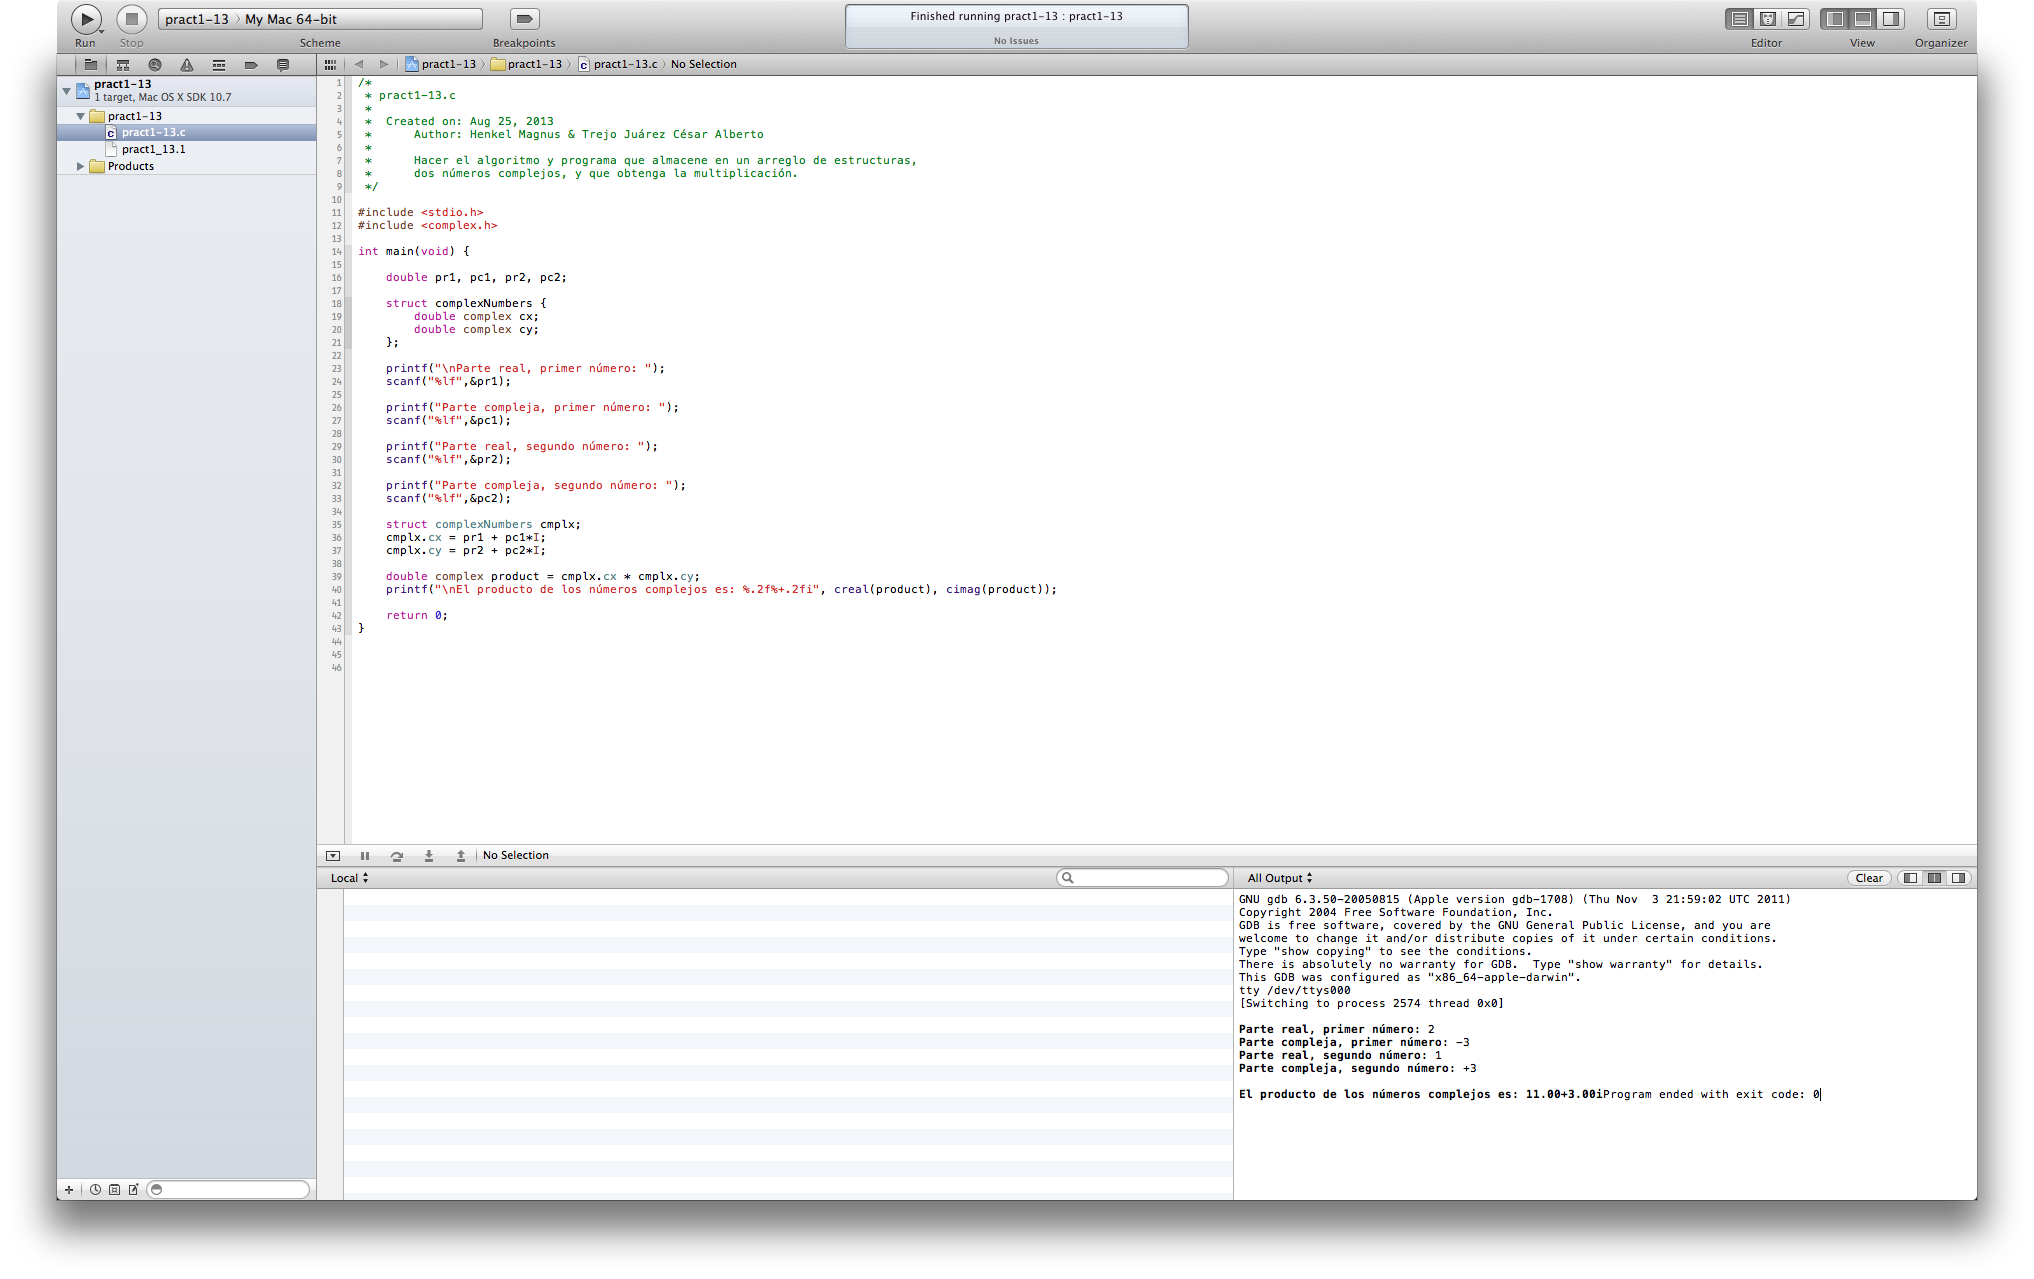 pract1-13 〉 My Mac 64-bit
Finished running pract1-13 : pract1-13
No Issues
Run Stop Scheme Breakpoints Editor View Organizer
pract1-13 〉 pract1-13 〉 pract1-13.c 〉 No Selection
pract1-13
1 target, Mac OS X SDK 10.7
pract1-13
pract1-13.c
pract1_13.1
Products
1 /*
2  * pract1-13.c
3  *
4  *  Created on: Aug 25, 2013
5  *      Author: Henkel Magnus & Trejo Juárez César Alberto
6  *
7  *      Hacer el algoritmo y programa que almacene en un arreglo de estructuras,
8  *      dos números complejos, y que obtenga la multiplicación.
9  */
10
11 #include <stdio.h>
12 #include <complex.h>
13
14 int main(void) {
15
16     double pr1, pc1, pr2, pc2;
17
18     struct complexNumbers {
19         double complex cx;
20         double complex cy;
21     };
22
23     printf("\nParte real, primer número: ");
24     scanf("%lf",&pr1);
25
26     printf("Parte compleja, primer número: ");
27     scanf("%lf",&pc1);
28
29     printf("Parte real, segundo número: ");
30     scanf("%lf",&pr2);
31
32     printf("Parte compleja, segundo número: ");
33     scanf("%lf",&pc2);
34
35     struct complexNumbers cmplx;
36     cmplx.cx = pr1 + pc1*I;
37     cmplx.cy = pr2 + pc2*I;
38
39     double complex product = cmplx.cx * cmplx.cy;
40     printf("\nEl producto de los números complejos es: %.2f%+.2fi", creal(product), cimag(product));
41
42     return 0;
43 }
44
45
46
No Selection
Local
All Output
Clear
GNU gdb 6.3.50-20050815 (Apple version gdb-1708) (Thu Nov  3 21:59:02 UTC 2011)
Copyright 2004 Free Software Foundation, Inc.
GDB is free software, covered by the GNU General Public License, and you are
welcome to change it and/or distribute copies of it under certain conditions.
Type "show copying" to see the conditions.
There is absolutely no warranty for GDB.  Type "show warranty" for details.
This GDB was configured as "x86_64-apple-darwin".
tty /dev/ttys000
[Switching to process 2574 thread 0x0]
Parte real, primer número: 2
Parte compleja, primer número: -3
Parte real, segundo número: 1
Parte compleja, segundo número: +3
El producto de los números complejos es: 11.00+3.00iProgram ended with exit code: 0